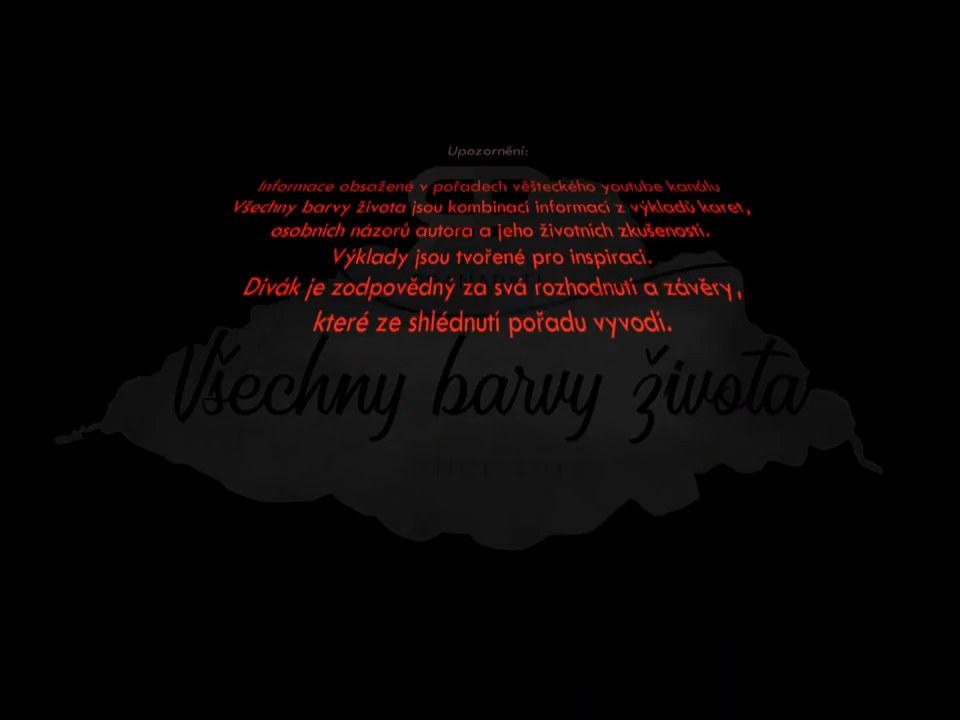 Upozornění:
Informace obsažené v pořadech věšteckého youtube kanálu
Všechny barvy života jsou kombinací informací z výkladů karet,
osobních názorů autora a jeho životních zkušeností.
Výklady jsou tvořené pro inspiraci.
Divák je zodpovědný za svá rozhodnutí a závěry,
které ze shlédnutí pořadu vyvodí.
Všechny barvy života